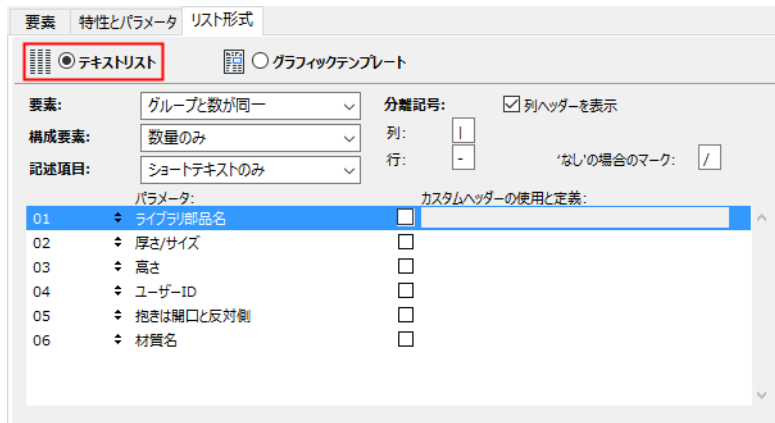 要素 特性とパラメータ リスト形式
テキストリスト グラフィックテンプレート
要素: グループと数が同一 分離記号: 列ヘッダーを表示
構成要素: 数量のみ 列: |
記述項目: ショートテキストのみ 行: - 'なし'の場合のマーク: /
パラメータ: カスタムヘッダーの使用と定義:
01 ライブラリ部品名
02 厚さ/サイズ
03 高さ
04 ユーザーID
05 抱きは開口と反対側
06 材質名